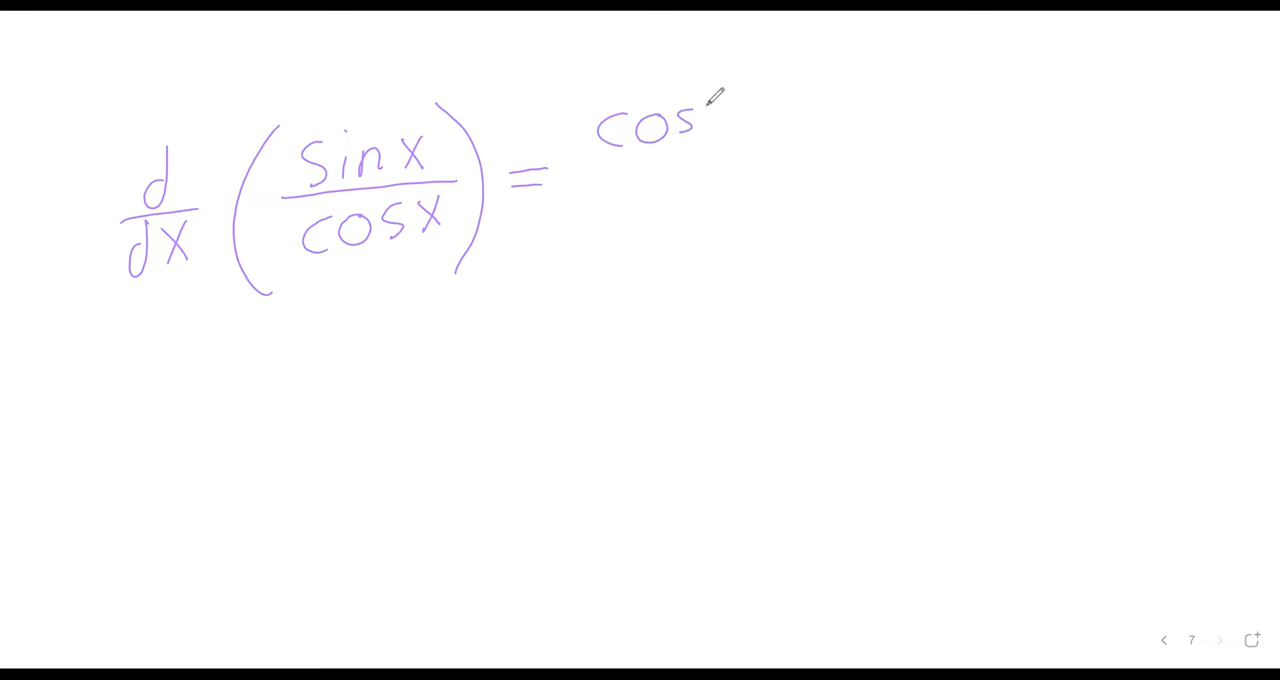 d/dx (sin x / cos x) = cos
7